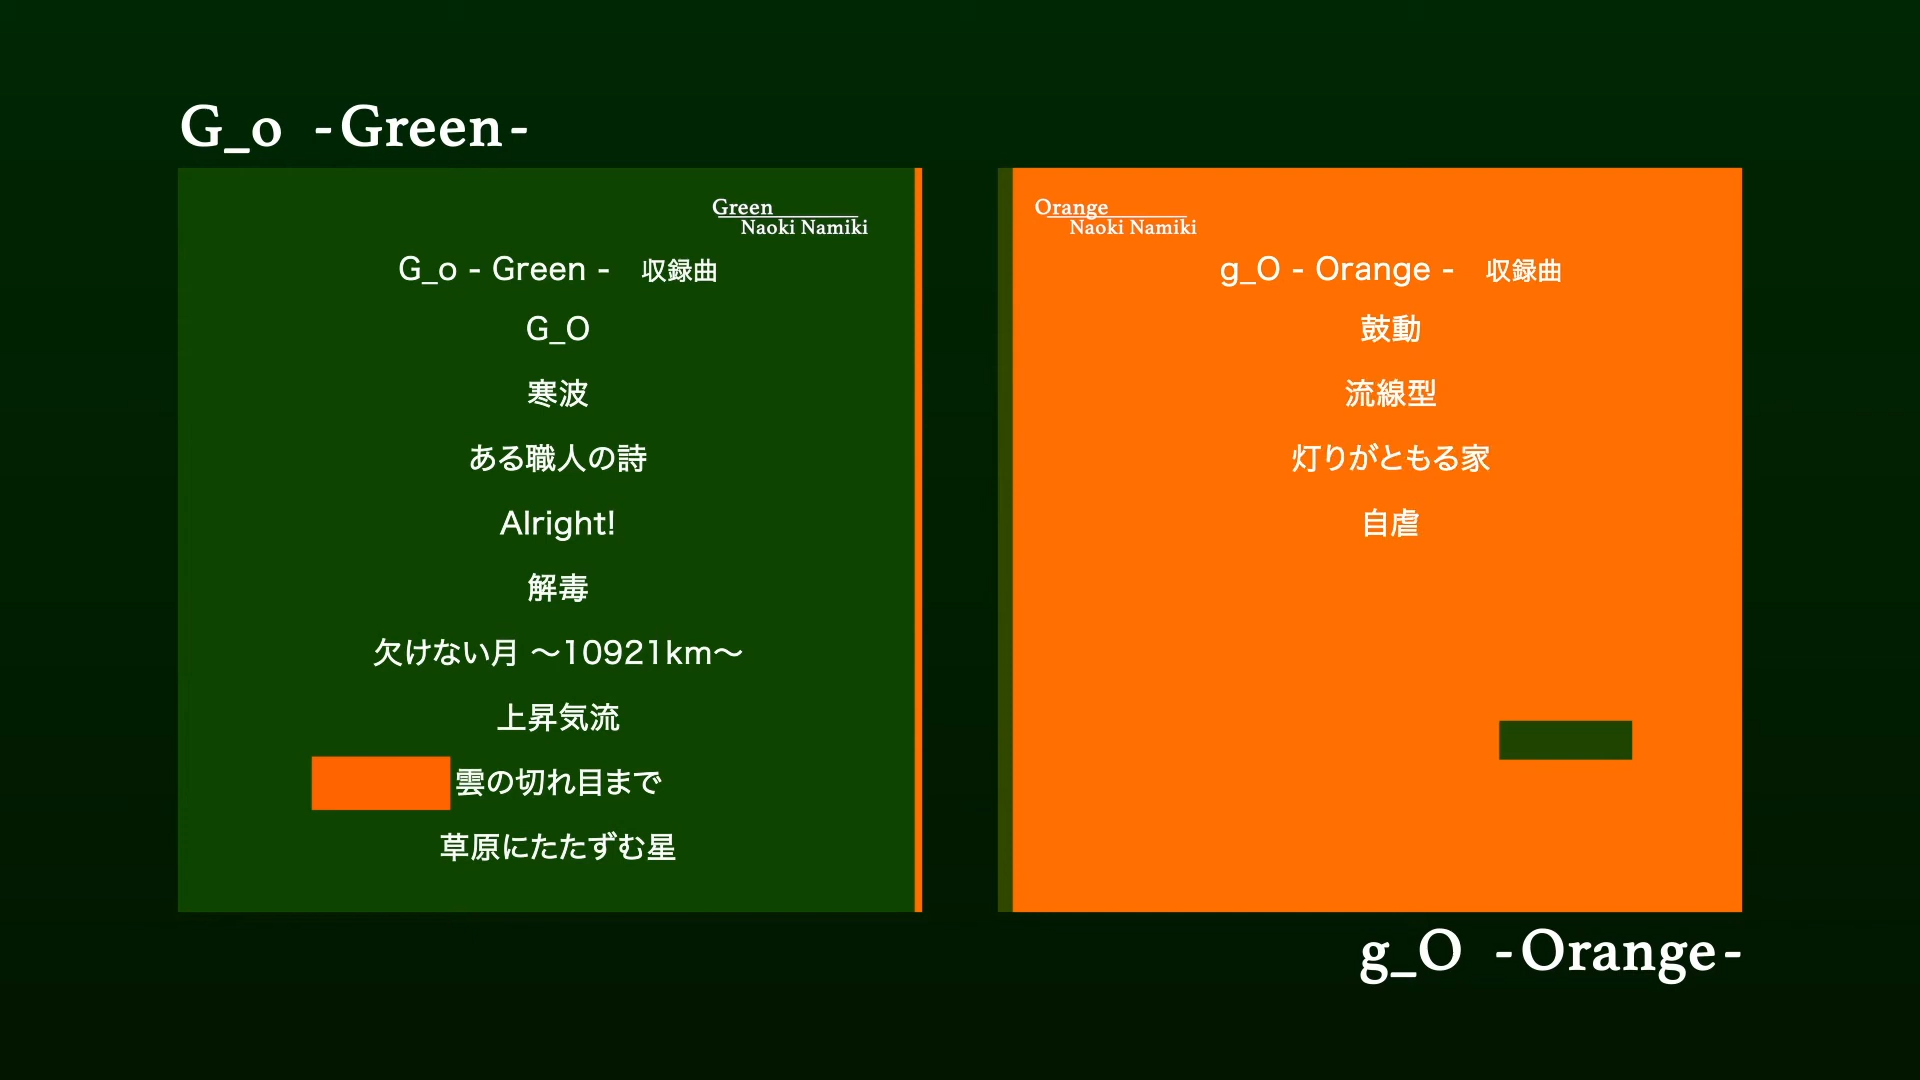 G_o -Green-
Green
Naoki Namiki
G_o - Green - 収録曲
G_O
寒波
ある職人の詩
Alright!
解毒
欠けない月 〜10921km〜
上昇気流
雲の切れ目まで
草原にたたずむ星
Orange
Naoki Namiki
g_O - Orange - 収録曲
鼓動
流線型
灯りがともる家
自虐
g_O -Orange-